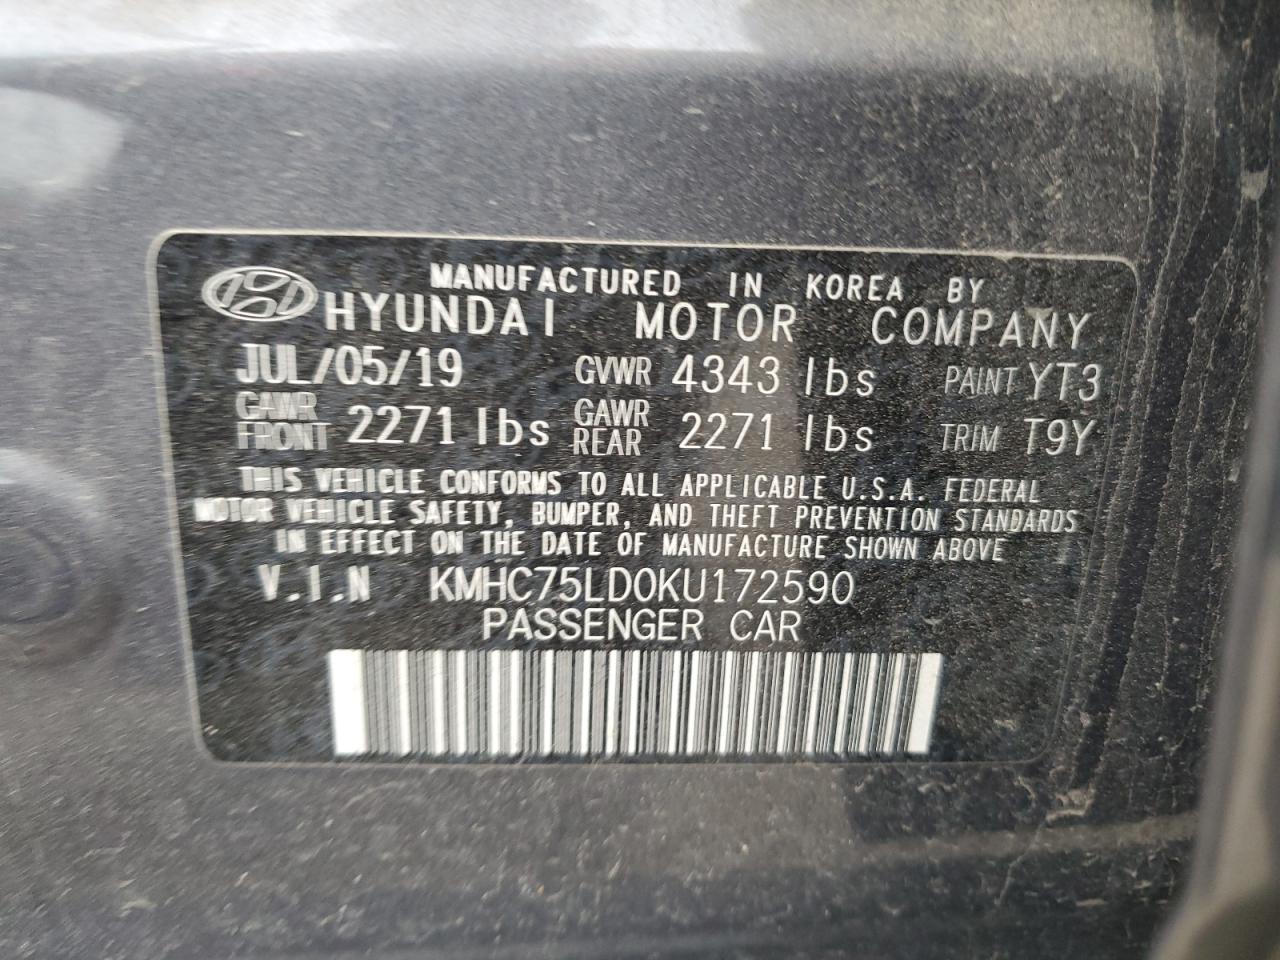 MANUFACTURED IN KOREA BY
HYUNDAI MOTOR COMPANY
JUL/05/19 GVWR 4343 lbs PAINT YT3
GAWR FRONT 2271 lbs GAWR REAR 2271 lbs TRIM T9Y
THIS VEHICLE CONFORMS TO ALL APPLICABLE U.S.A. FEDERAL
MOTOR VEHICLE SAFETY, BUMPER, AND THEFT PREVENTION STANDARDS
IN EFFECT ON THE DATE OF MANUFACTURE SHOWN ABOVE
V.I.N KMHC75LD0KU172590
PASSENGER CAR